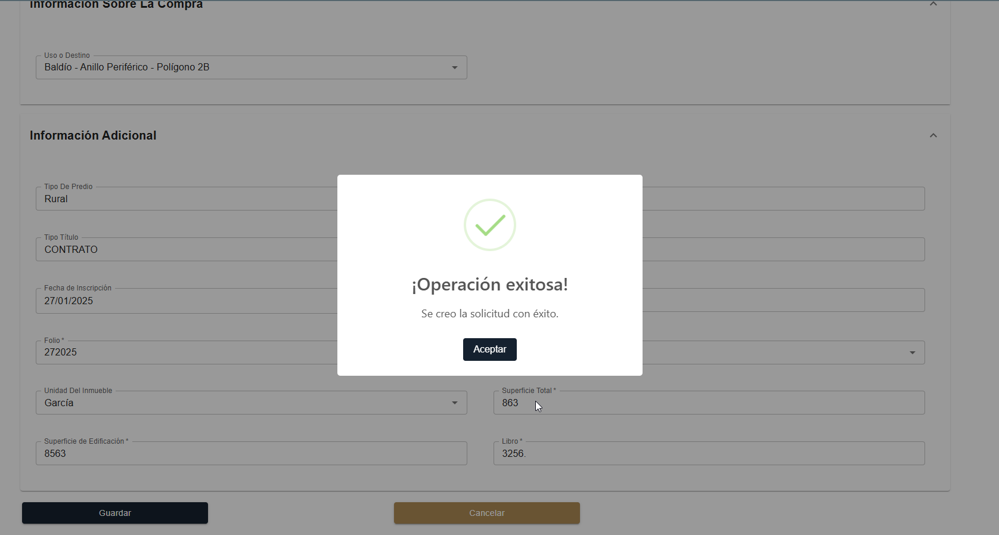 Información Sobre La Compra
Uso o Destino
Baldío - Anillo Periférico - Polígono 2B
Información Adicional
Tipo De Predio
Rural
Tipo Título
CONTRATO
Fecha de Inscripción
27/01/2025
Folio *
272025
¡Operación exitosa!
Se creo la solicitud con éxito.
Aceptar
Unidad Del Inmueble
García
Superficie Total *
863
Superficie de Edificación *
8563
Libro *
3256.
Guardar
Cancelar